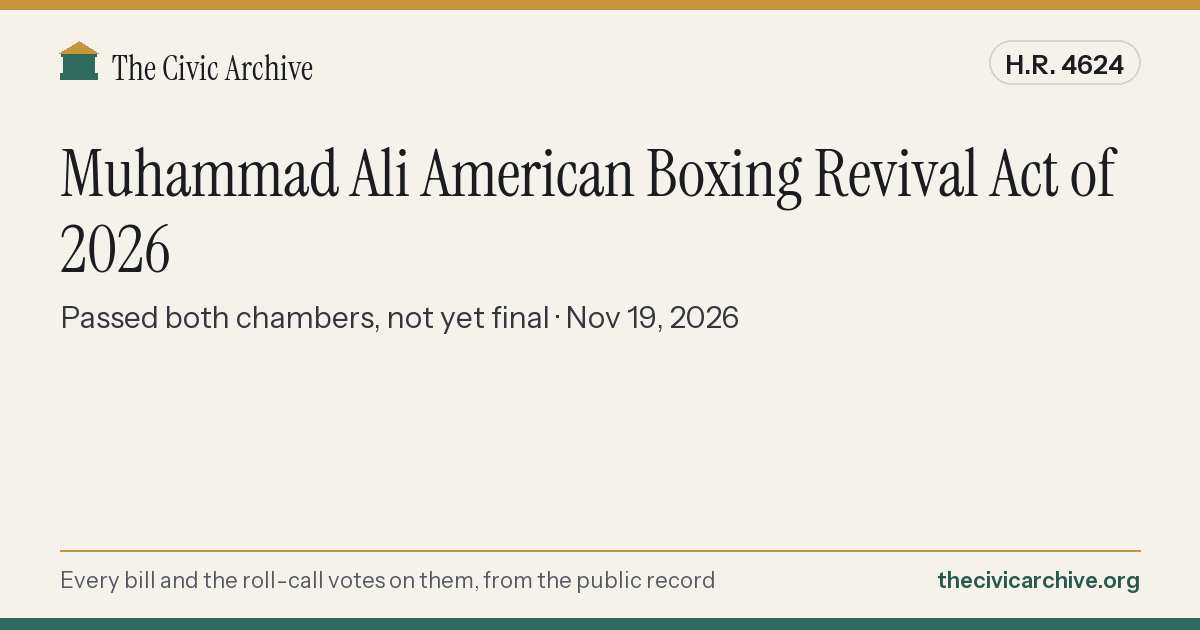 The Civic Archive
H.R. 4624
Muhammad Ali American Boxing Revival Act of
2026
Passed both chambers, not yet final · Nov 19, 2026
Every bill and the roll-call votes on them, from the public record
thecivicarchive.org